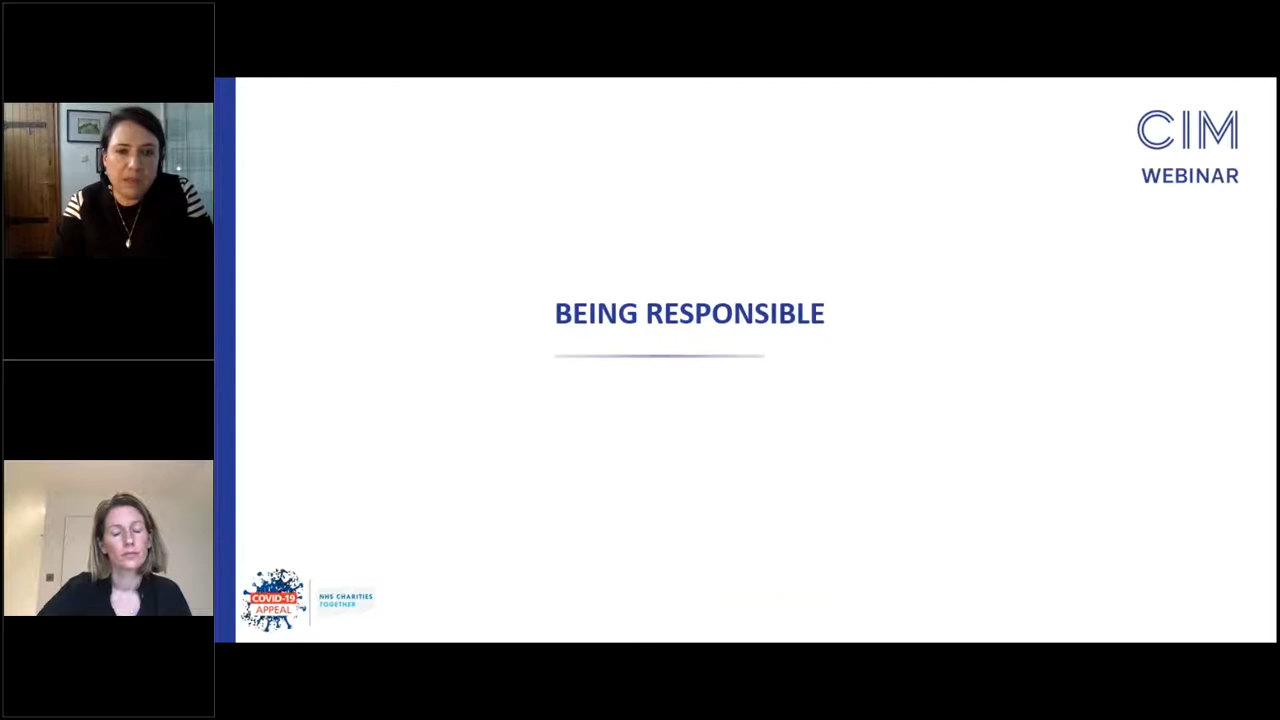 CIM
WEBINAR
BEING RESPONSIBLE
COVID-19
APPEAL
NHS CHARITIES
TOGETHER